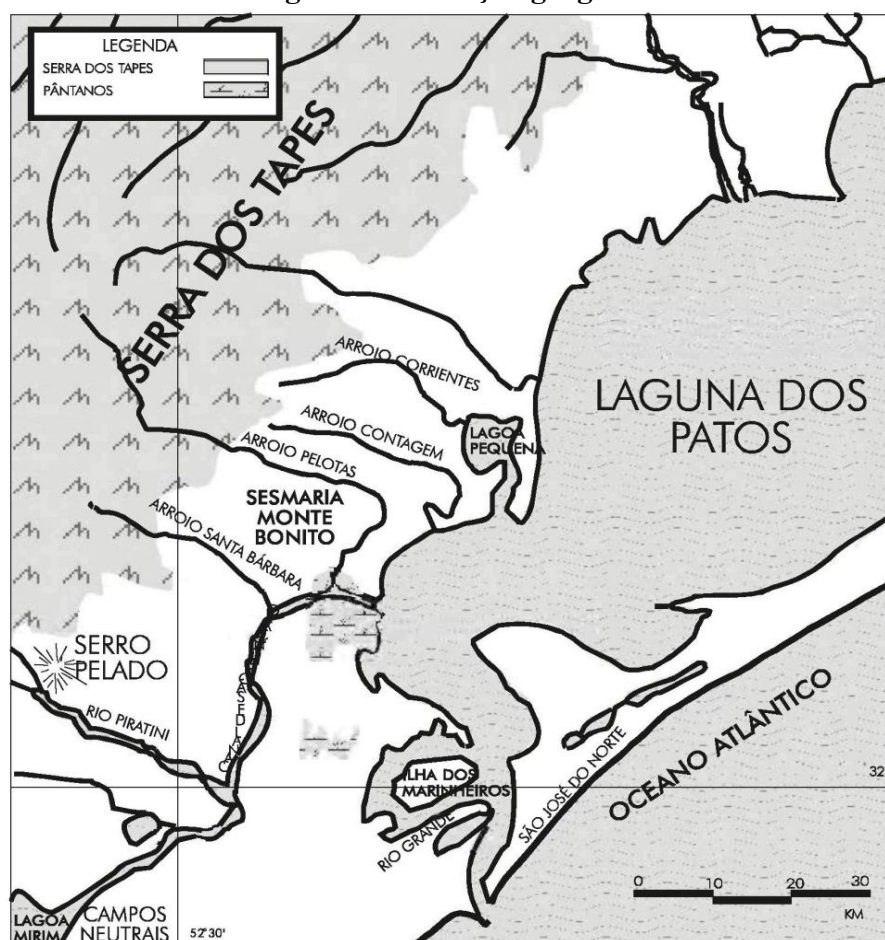 LEGENDA
SERRA DOS TAPES
PÂNTANOS
SERRA DOS TAPES
ARROIO CORRIENTES
LAGUNA DOS
PATOS
ARROIO CONTAGEM
LAGOA
PEQUENA
ARROIO PELOTAS
SESMARIA
MONTE
BONITO
ARROIO SANTA BÁRBARA
SERRO
PELADO
RIO PIRATINI
OCEANO ATLÂNTICO
SÃO JOSÉ DO NORTE
ILHA DOS
MARINHEIROS
RIO GRANDE
32
0 10 20 30
KM
LAGOA
MIRIM
CAMPOS
NEUTRAIS
52°30'